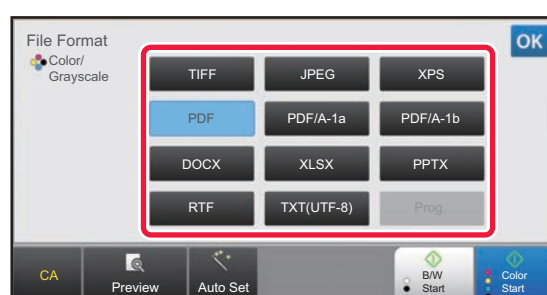 File Format
OK
Color/
Grayscale
TIFF JPEG XPS
PDF PDF/A-1a PDF/A-1b
DOCX XLSX PPTX
RTF TXT(UTF-8) Prog.
CA Preview Auto Set B/W Start Color Start